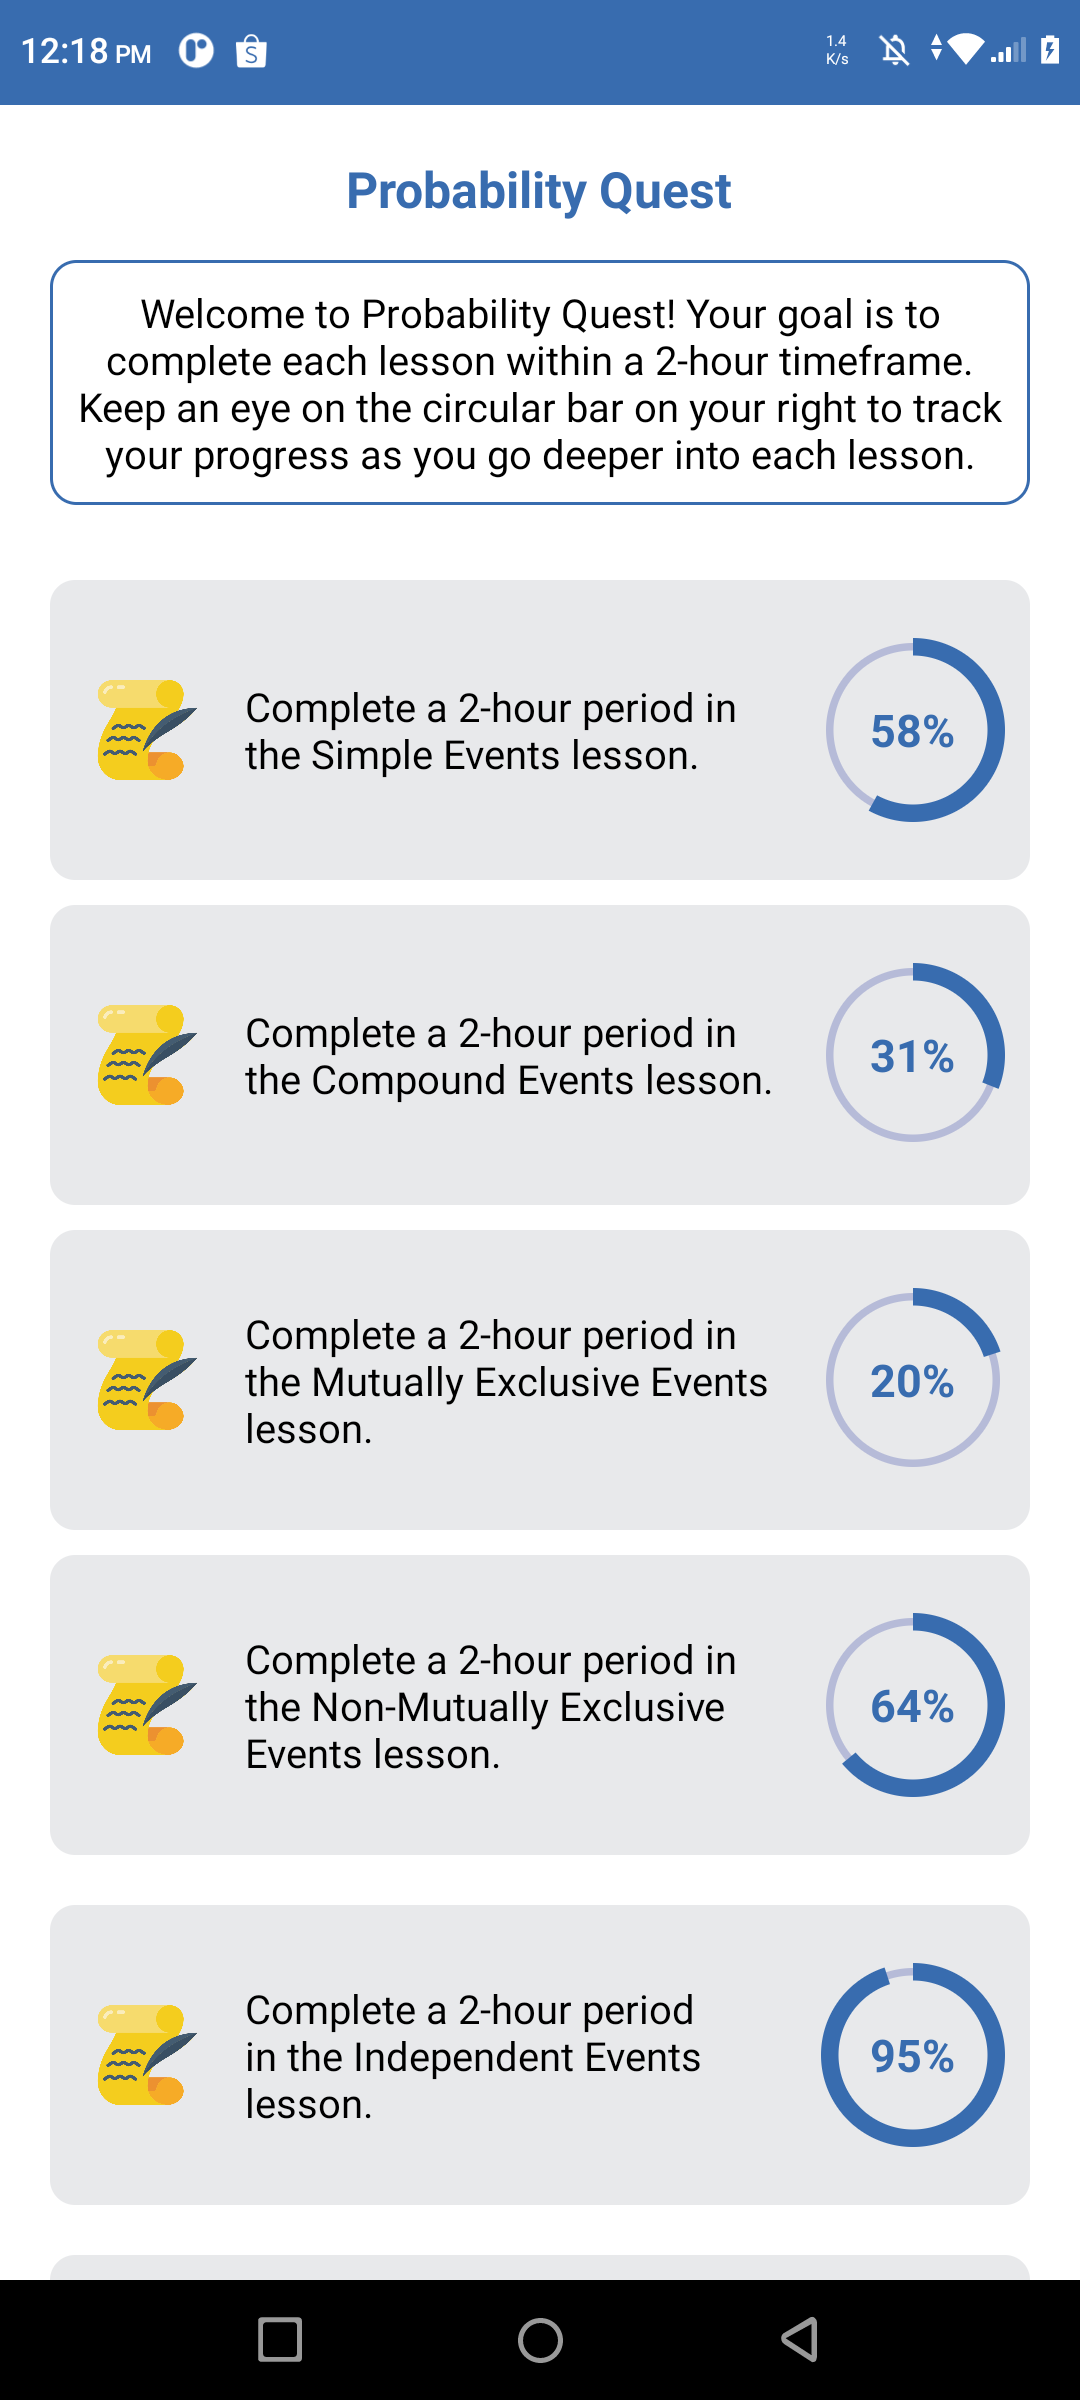 12:18 PM
S
1.4
K/s
Probability Quest
Welcome to Probability Quest! Your goal is to
complete each lesson within a 2-hour timeframe.
Keep an eye on the circular bar on your right to track
your progress as you go deeper into each lesson.
Complete a 2-hour period in
the Simple Events lesson.
58%
Complete a 2-hour period in
the Compound Events lesson.
31%
Complete a 2-hour period in
the Mutually Exclusive Events
lesson.
20%
Complete a 2-hour period in
the Non-Mutually Exclusive
Events lesson.
64%
Complete a 2-hour period
in the Independent Events
lesson.
95%